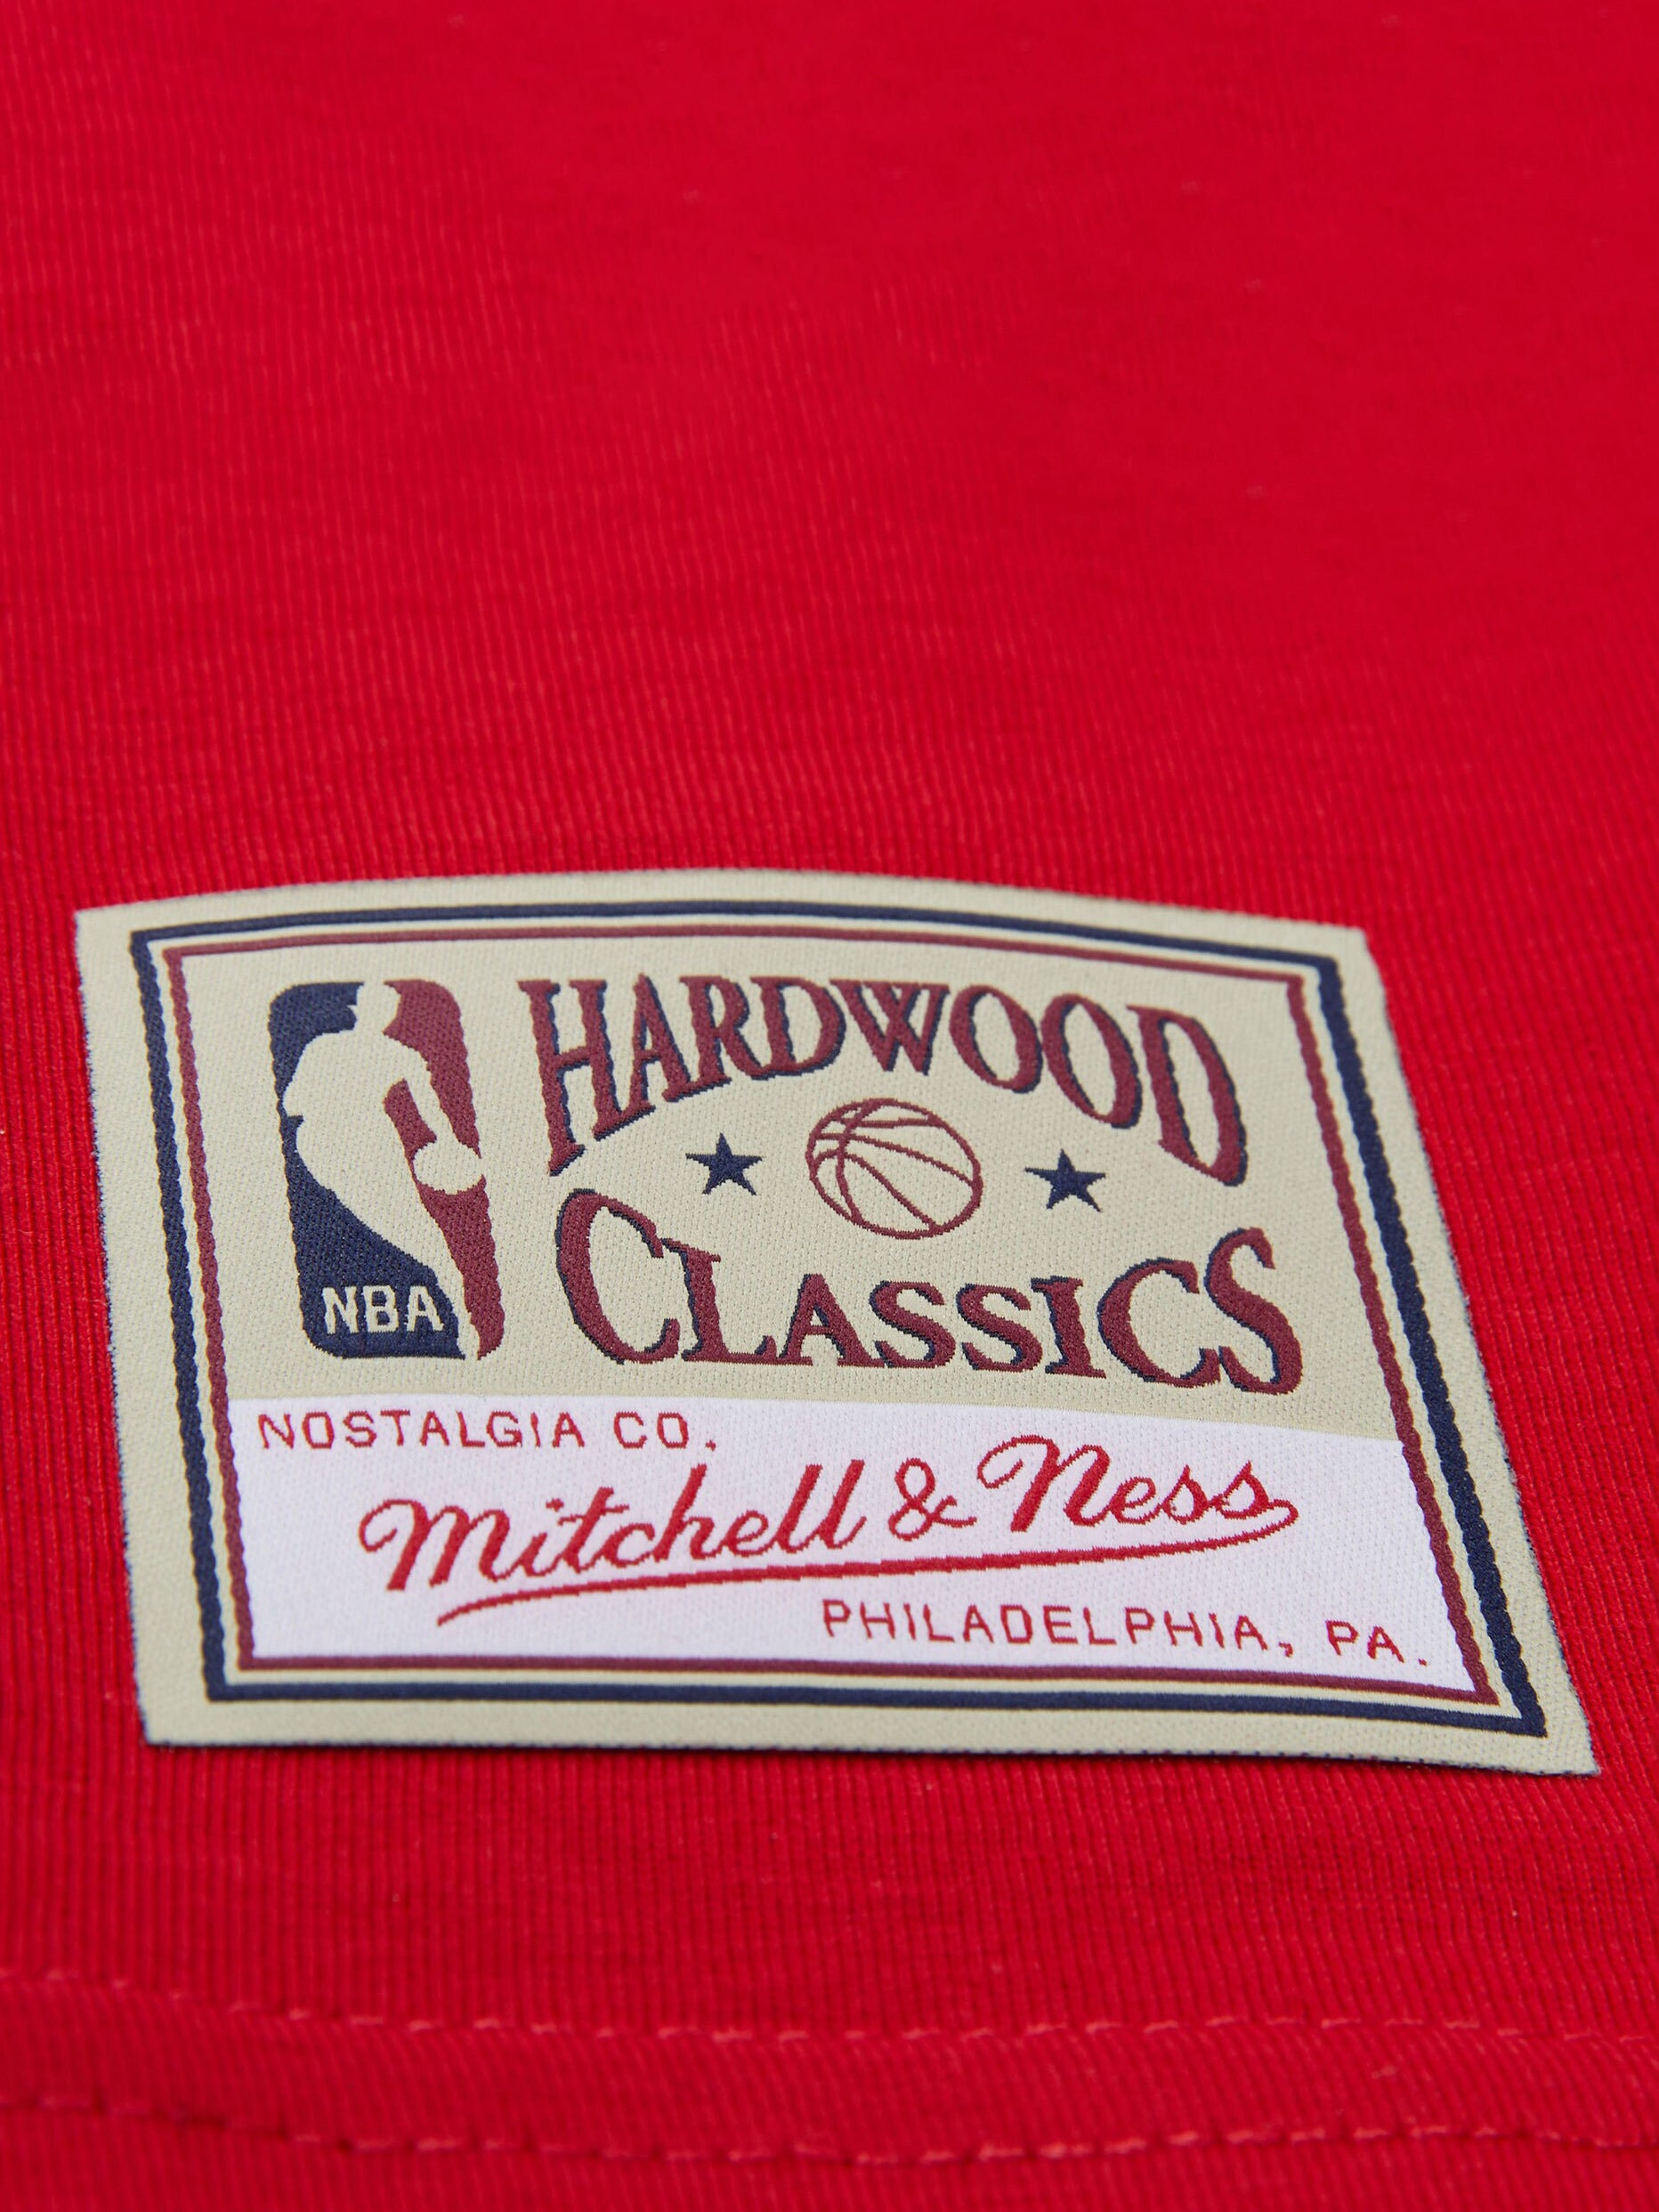 HARDWOOD
CLASSICS
NBA
NOSTALGIA CO.
Mitchell & Ness
PHILADELPHIA, PA.